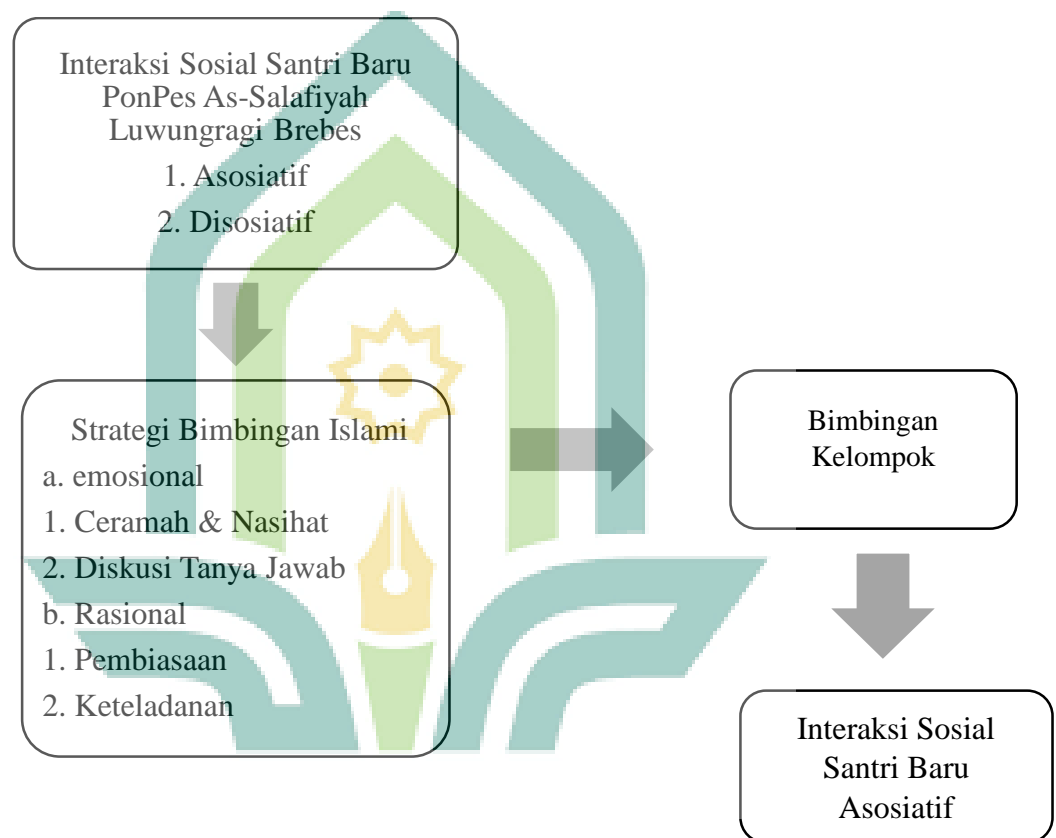 Interaksi Sosial Santri Baru
PonPes As-Salafiyah
Luwungragi Brebes
1. Asosiatif
2. Disosiatif
Strategi Bimbingan Islami
a. emosional
1. Ceramah & Nasihat
2. Diskusi Tanya Jawab
b. Rasional
1. Pembiasaan
2. Keteladanan
Bimbingan
Kelompok
Interaksi Sosial
Santri Baru
Asosiatif